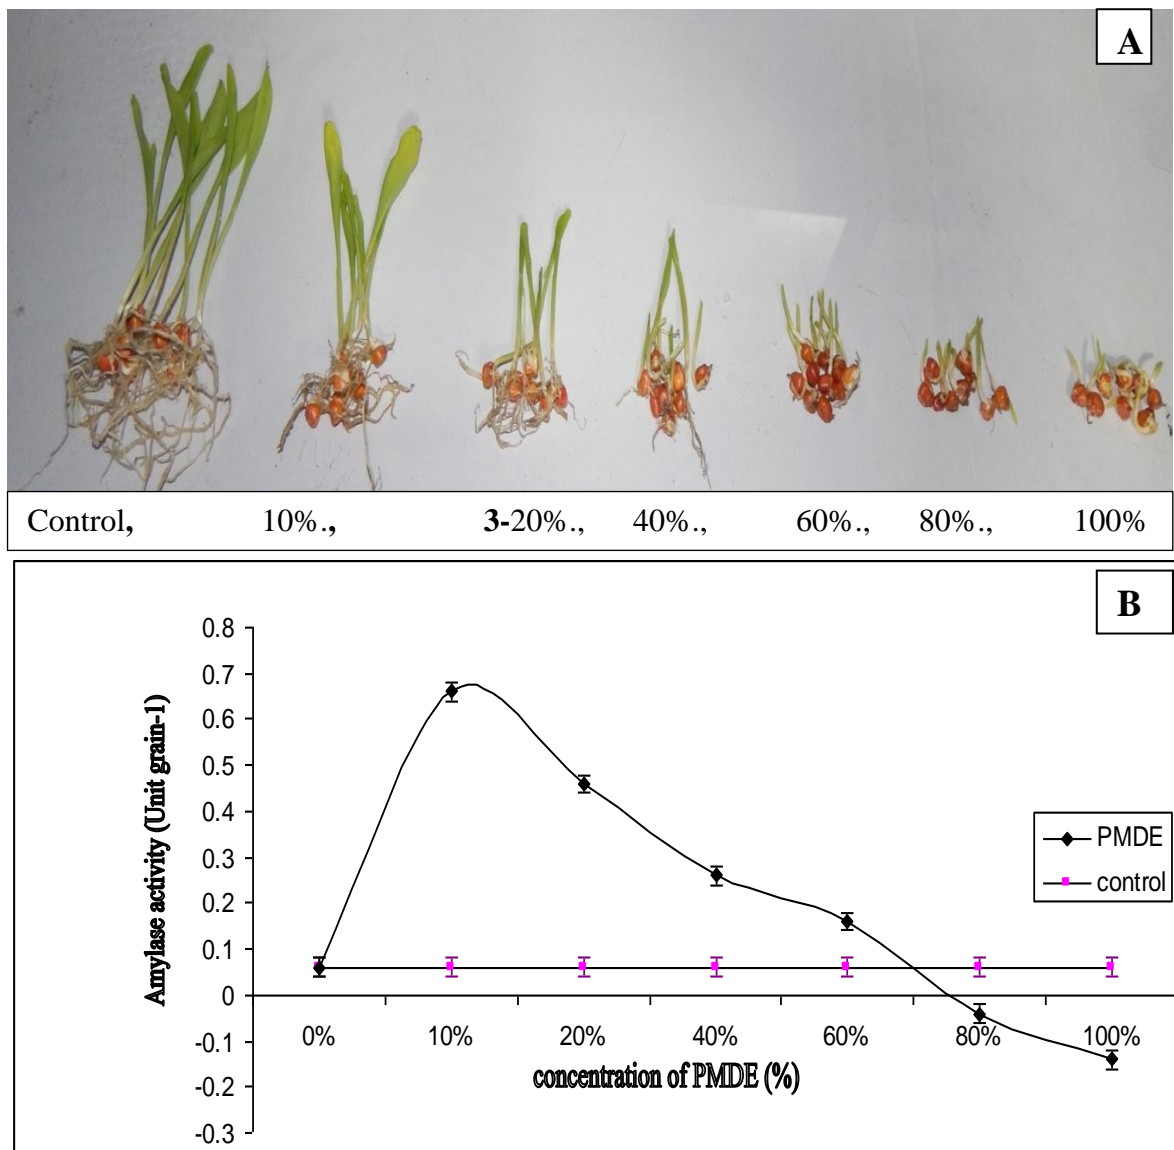 A
Control, 10%., 3-20%., 40%., 60%., 80%., 100%
B
0.8
0.7
0.6
0.5
0.4
0.3
0.2
0.1
0
-0.1
-0.2
-0.3
Amylase activity (Unit grain-1)
0% 10% 20% 40% 60% 80% 100%
concentration of PMDE (%)
PMDE
control